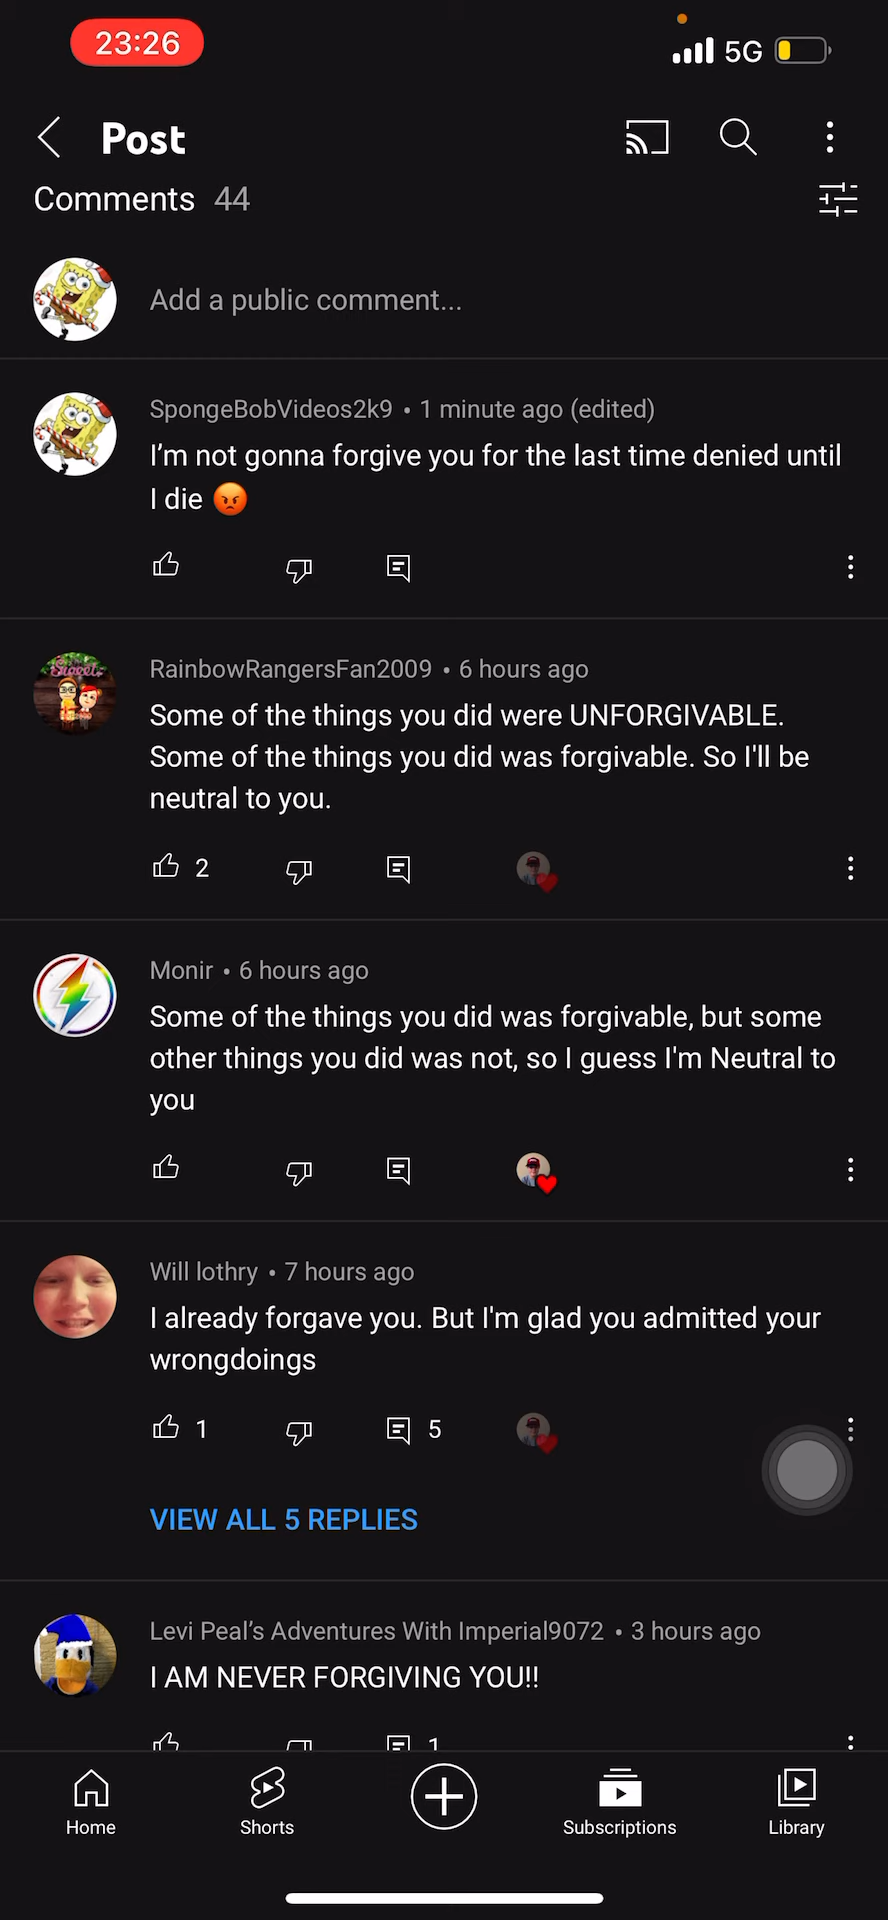 23:26
5G
Post
Comments 44
Add a public comment...
SpongeBobVideos2k9 • 1 minute ago (edited)
I’m not gonna forgive you for the last time denied until
I die 😡
RainbowRangersFan2009 • 6 hours ago
Some of the things you did were UNFORGIVABLE.
Some of the things you did was forgivable. So I'll be
neutral to you.
2
Monir • 6 hours ago
Some of the things you did was forgivable, but some
other things you did was not, so I guess I'm Neutral to
you
Will lothry • 7 hours ago
I already forgave you. But I'm glad you admitted your
wrongdoings
1 5
VIEW ALL 5 REPLIES
Levi Peal’s Adventures With Imperial9072 • 3 hours ago
I AM NEVER FORGIVING YOU!!
1
Home Shorts Subscriptions Library